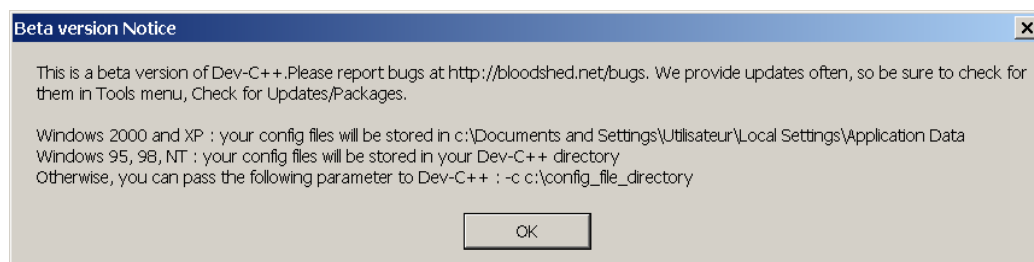 Beta version Notice
This is a beta version of Dev-C++.Please report bugs at http://bloodshed.net/bugs. We provide updates often, so be sure to check for
them in Tools menu, Check for Updates/Packages.
Windows 2000 and XP : your config files will be stored in c:\Documents and Settings\Utilisateur\Local Settings\Application Data
Windows 95, 98, NT : your config files will be stored in your Dev-C++ directory
Otherwise, you can pass the following parameter to Dev-C++ : -c c:\config_file_directory
OK